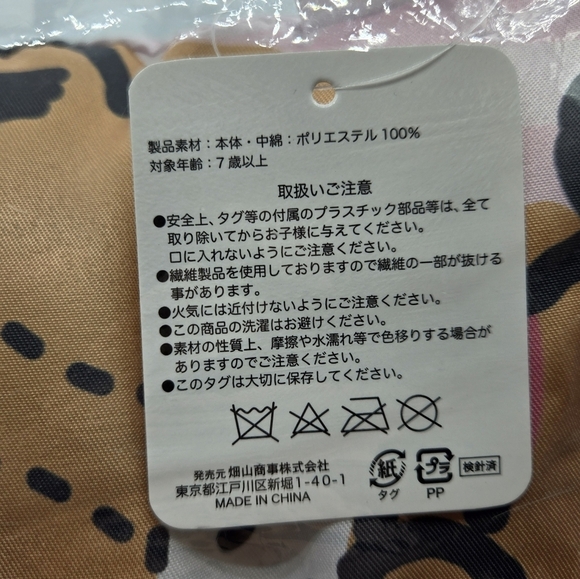 製品素材：本体・中綿：ポリエステル 100%
対象年齢：7 歳以上
取扱いご注意
●安全上、タグ等の付属のプラスチック部品等は、全て
取り除いてからお子様に与えてください。
口に入れないようにご注意ください。
●繊維製品を使用しておりますので繊維の一部が抜ける
事があります。
●火気には近付けないようにご注意ください。
●この商品の洗濯はお避けください。
●素材の性質上、摩擦や水濡れ等で色移りする場合が
ありますのでご注意ください。
●このタグは大切に保存してください。
発売元 畑山商事株式会社
東京都江戸川区新堀 1-40-1
MADE IN CHINA
紙
タグ
プラ
PP
検針済